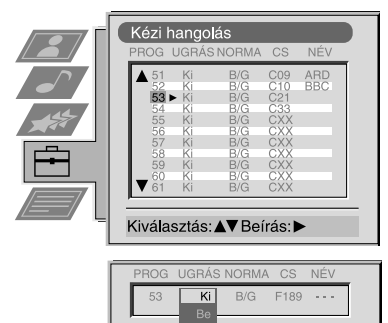 Kézi hangolás
PROG UGRÁS NORMA CS NÉV
▲ 51 Ki B/G C09 ARD
52 Ki B/G C10 BBC
53 ▶ Ki B/G C21
54 Ki B/G C33
55 Ki B/G CXX
56 Ki B/G CXX
57 Ki B/G CXX
58 Ki B/G CXX
59 Ki B/G CXX
60 Ki B/G CXX
▼ 61 Ki B/G CXX
Kiválasztás:▲▼ Beírás:▶
PROG UGRÁS NORMA CS NÉV
53 Ki B/G F189 - - -
Be